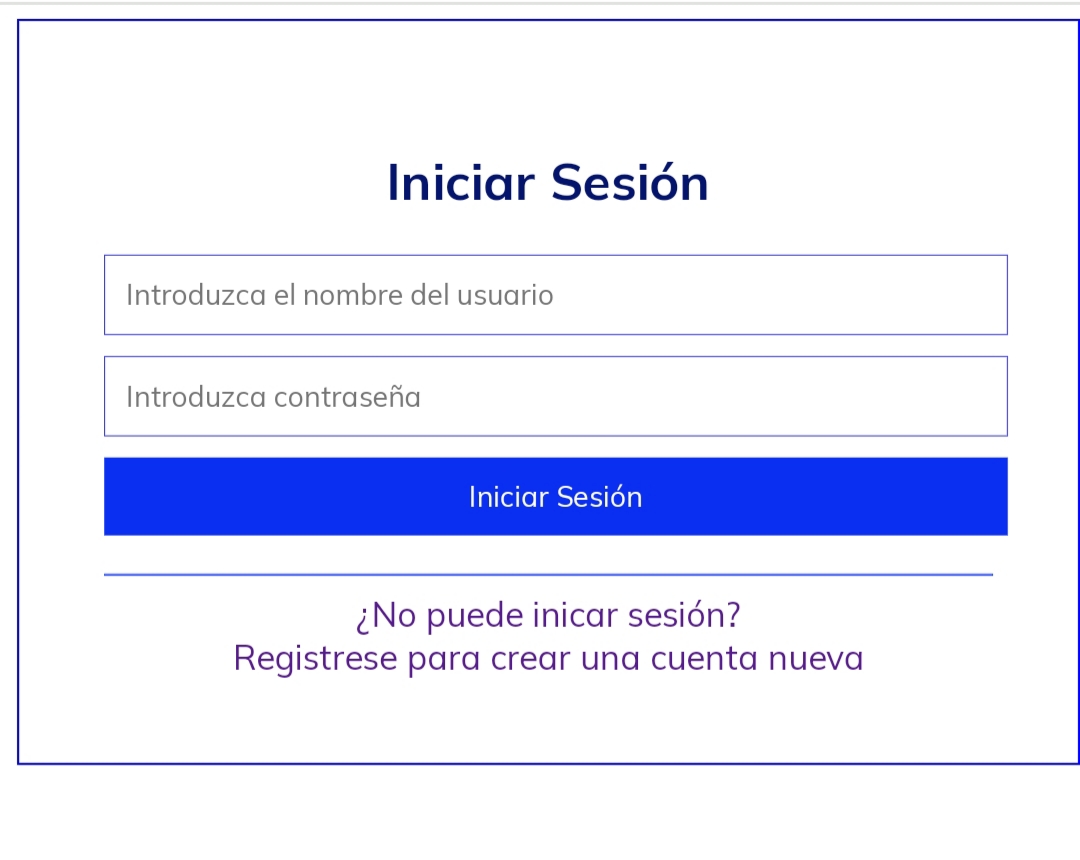 Iniciar Sesión
Introduzca el nombre del usuario
Introduzca contraseña
Iniciar Sesión
¿No puede inicar sesión?
Registrese para crear una cuenta nueva